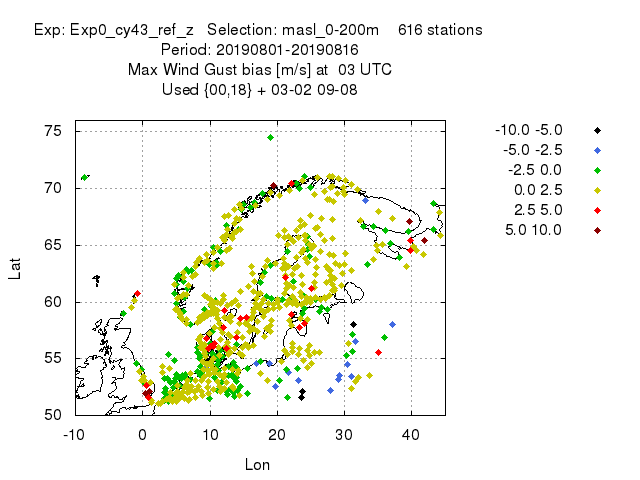 Exp: Exp0_cy43_ref_z Selection: masl_0-200m 616 stations
Period: 20190801-20190816
Max Wind Gust bias [m/s] at 03 UTC
Used {00,18} + 03-02 09-08
75
70
65
60
55
50
-10 0 10 20 30 40
Lat
Lon
-10.0 -5.0
-5.0 -2.5
-2.5 0.0
0.0 2.5
2.5 5.0
5.0 10.0